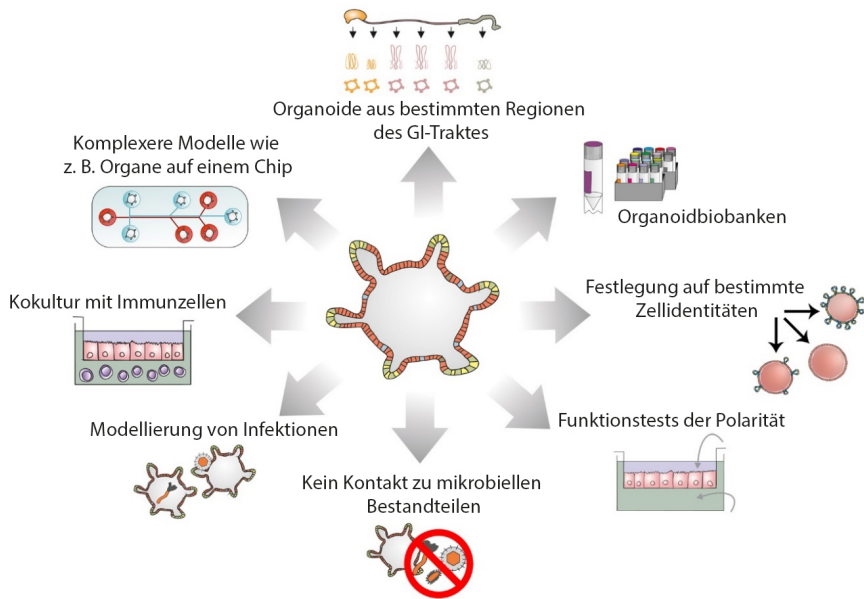 Organoide aus bestimmten Regionen
des GI-Traktes
Komplexere Modelle wie
z. B. Organe auf einem Chip
Organoidbiobanken
Kokultur mit Immunzellen
Festlegung auf bestimmte
Zellidentitäten
Modellierung von Infektionen
Funktionstests der Polarität
Kein Kontakt zu mikrobiellen
Bestandteilen